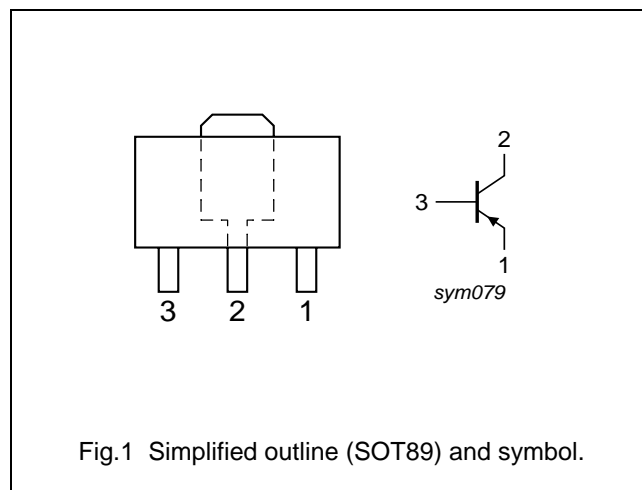 2
3
1
sym079
3 2 1
Fig.1 Simplified outline (SOT89) and symbol.